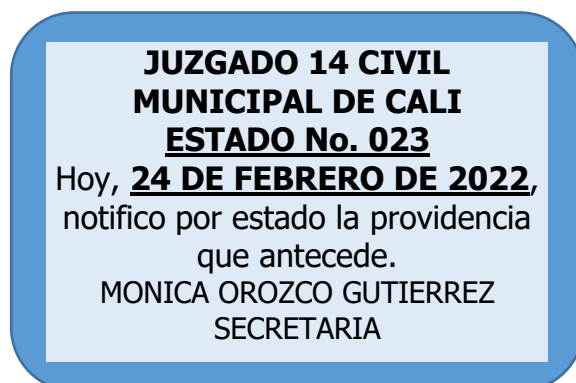 JUZGADO 14 CIVIL
MUNICIPAL DE CALI
ESTADO No. 023
Hoy, 24 DE FEBRERO DE 2022,
notifico por estado la providencia
que antecede.
MONICA OROZCO GUTIERREZ
SECRETARIA